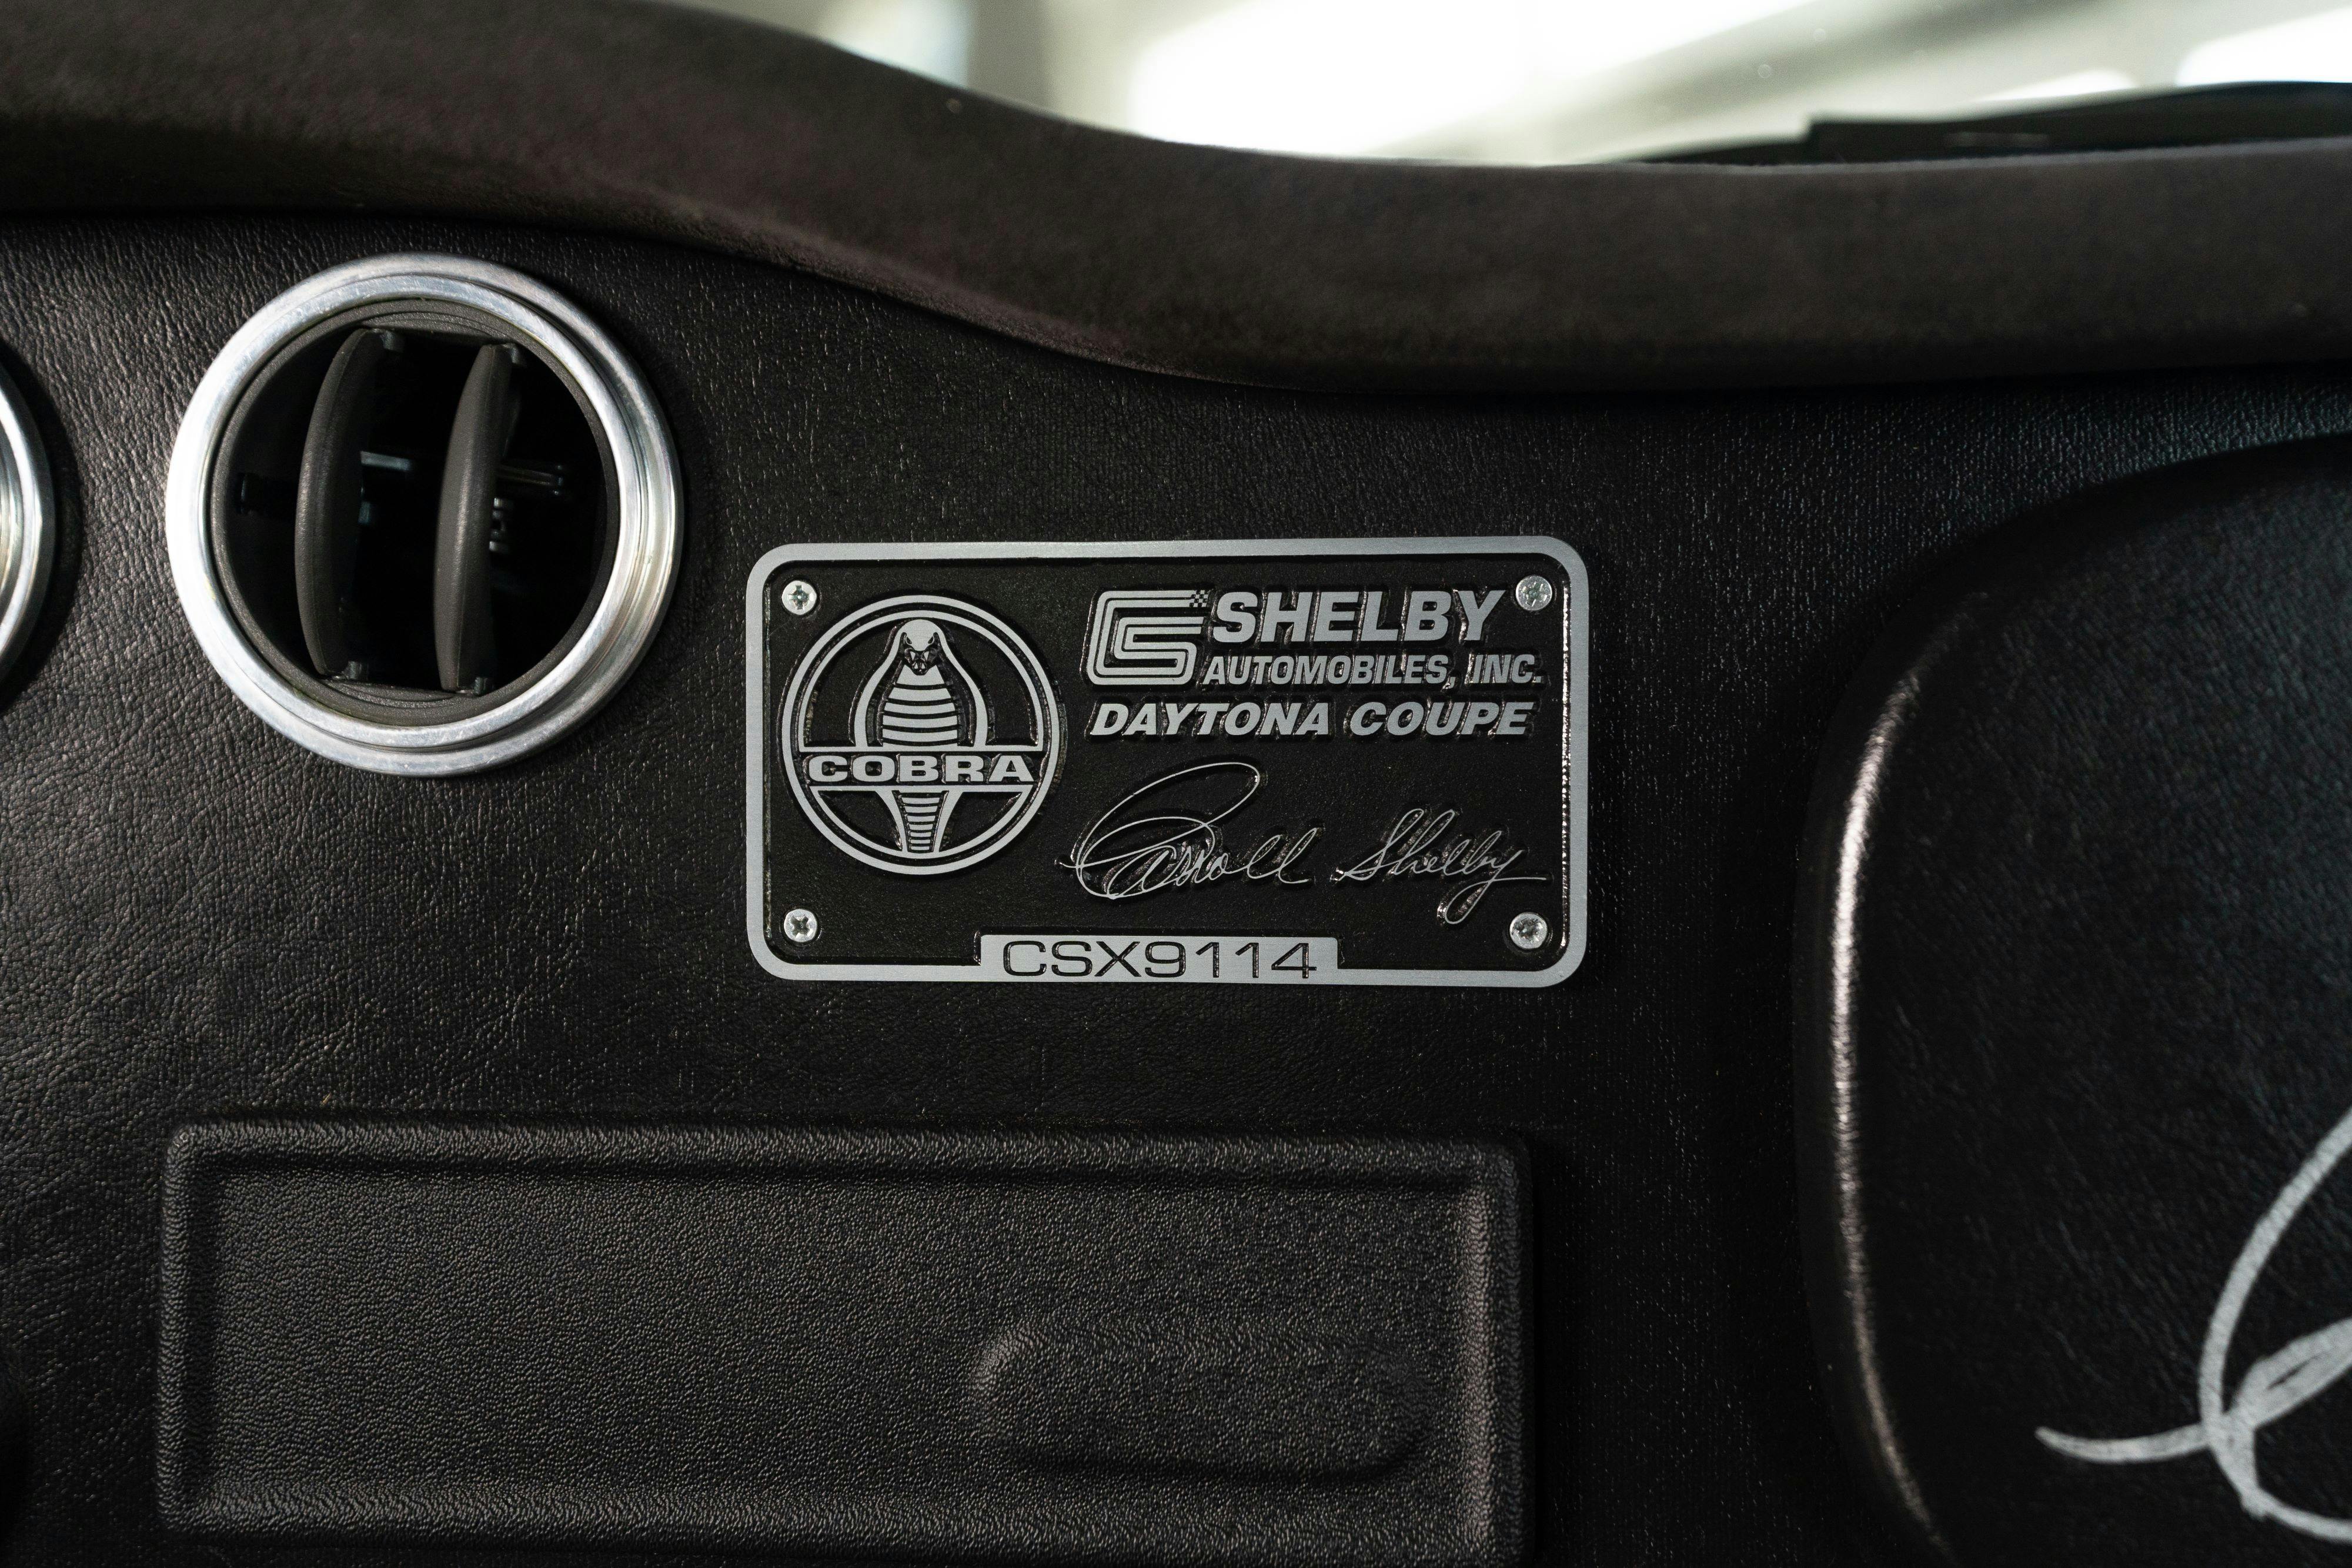 SHELBY
AUTOMOBILES, INC.
DAYTONA COUPE
COBRA
Carroll Shelby
CSX9114